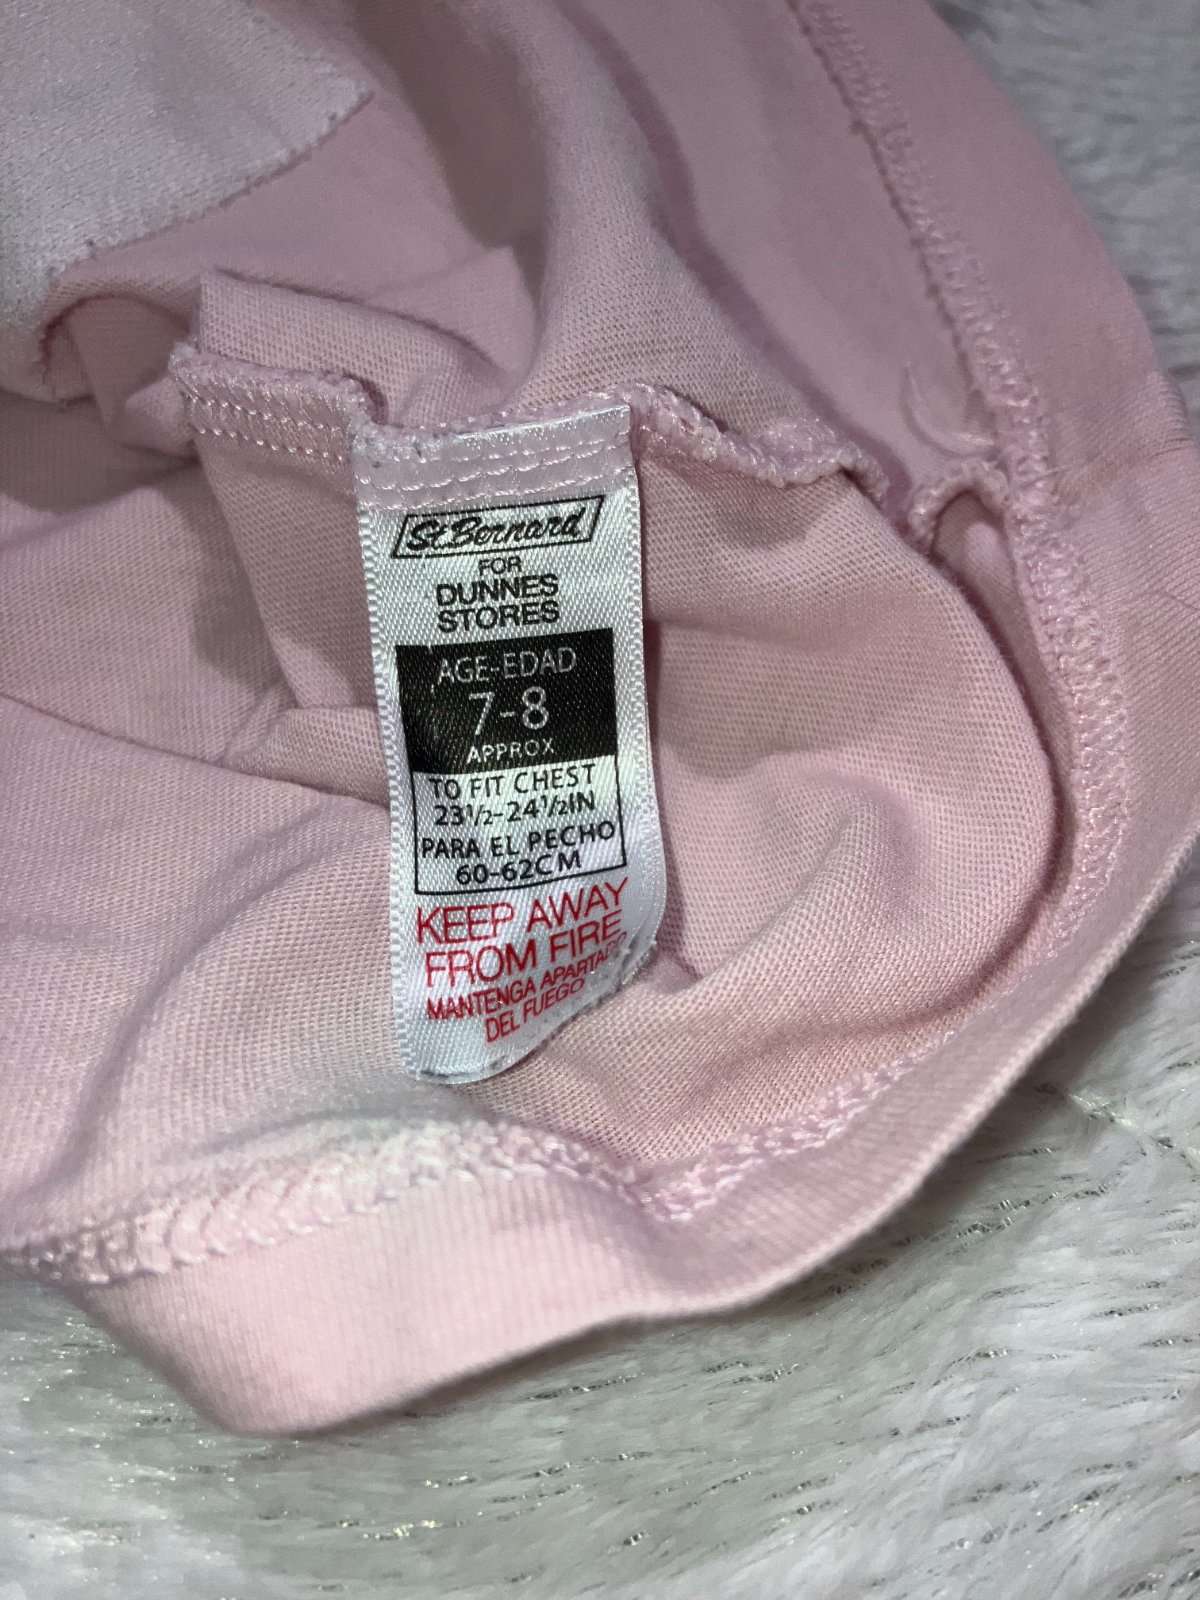 St.Bernard
FOR
DUNNES
STORES
AGE-EDAD
7-8
APPROX
TO FIT CHEST
23½-24½IN
PARA EL PECHO
60-62CM
KEEP AWAY
FROM FIRE
MANTENGA APARTADO
DEL FUEGO